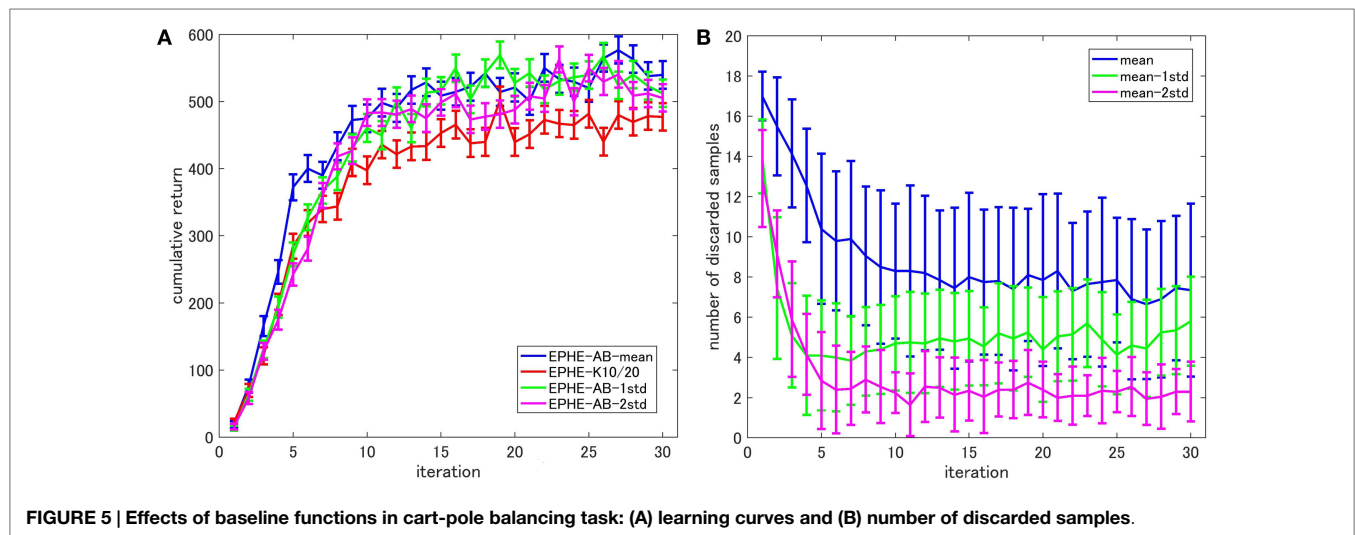 A
600
500
400
300
200
100
0
cumulative return
0
5
10
15
20
25
30
iteration
EPHE-AB-mean
EPHE-K10/20
EPHE-AB-1std
EPHE-AB-2std
B
20
18
16
14
12
10
8
6
4
2
0
number of discarded samples
0
5
10
15
20
25
30
iteration
mean
mean-1std
mean-2std
FIGURE 5 | Effects of baseline functions in cart-pole balancing task: (A) learning curves and (B) number of discarded samples.